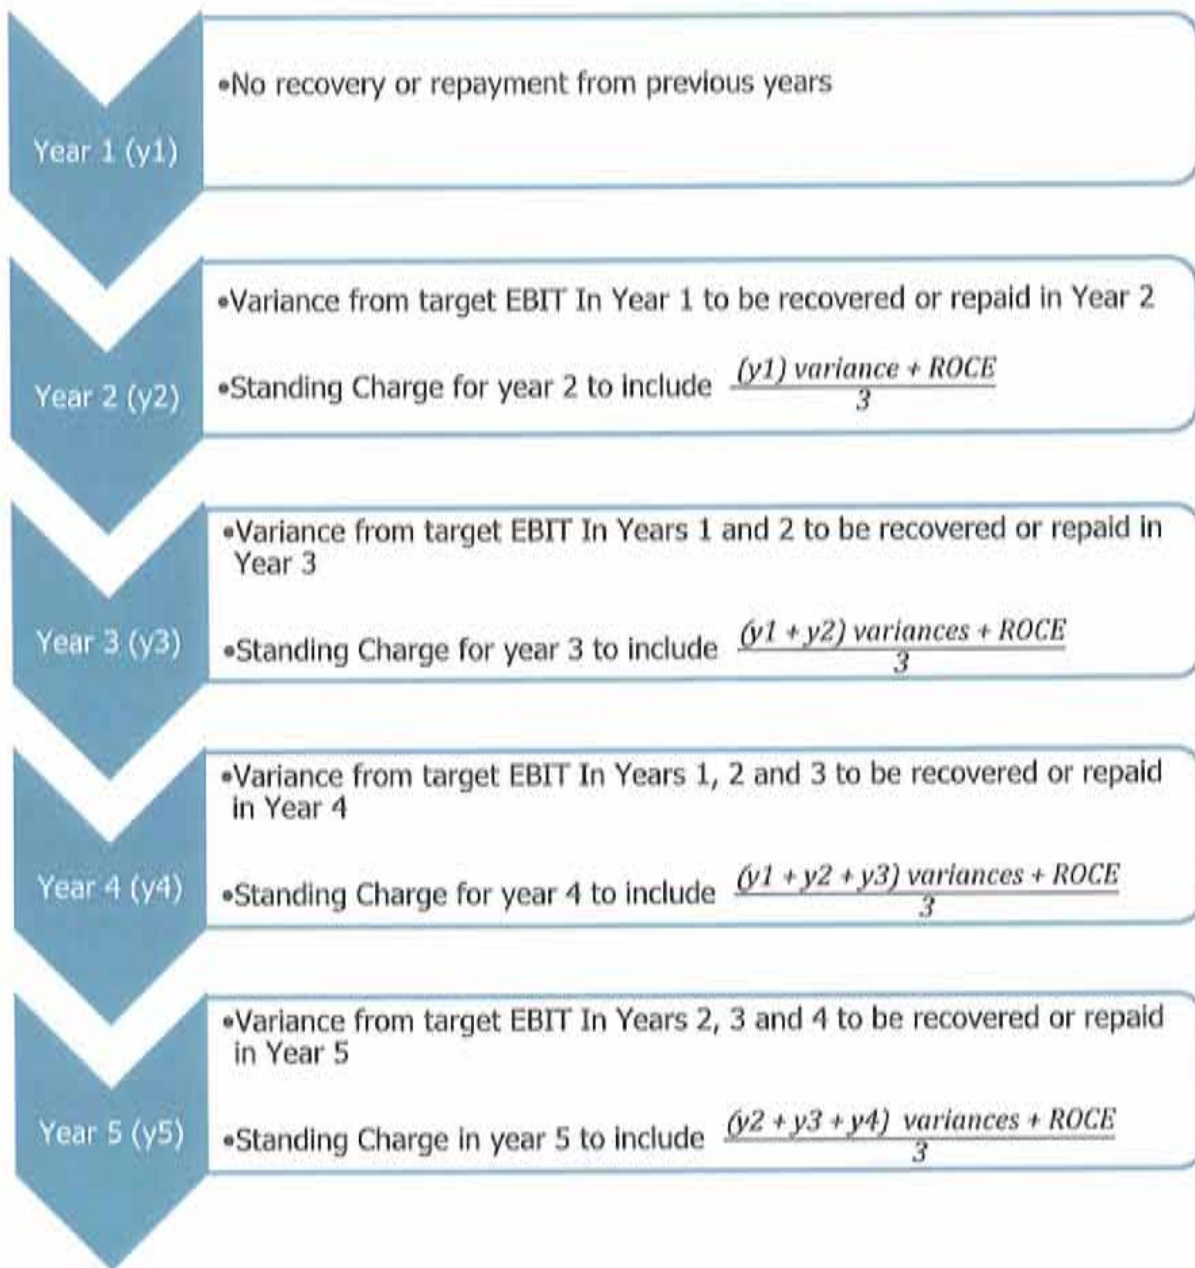 Year 1 (y1)
•No recovery or repayment from previous years
Year 2 (y2)
•Variance from target EBIT In Year 1 to be recovered or repaid in Year 2
•Standing Charge for year 2 to include (y1) variance + ROCE
3
Year 3 (y3)
•Variance from target EBIT In Years 1 and 2 to be recovered or repaid in
Year 3
•Standing Charge for year 3 to include (y1 + y2) variances + ROCE
3
Year 4 (y4)
•Variance from target EBIT In Years 1, 2 and 3 to be recovered or repaid
in Year 4
•Standing Charge for year 4 to include (y1 + y2 + y3) variances + ROCE
3
Year 5 (y5)
•Variance from target EBIT In Years 2, 3 and 4 to be recovered or repaid
in Year 5
•Standing Charge in year 5 to include (y2 + y3 + y4) variances + ROCE
3